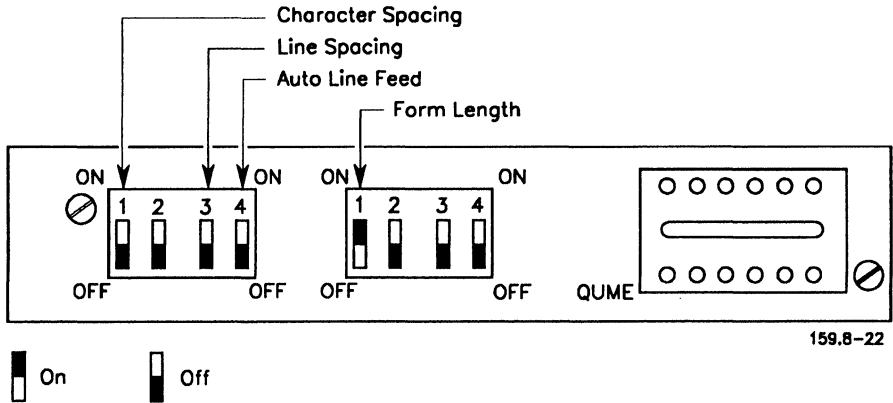 Character Spacing
Line Spacing
Auto Line Feed
Form Length
ON ON ON ON
1 2 3 4 1 2 3 4
OFF OFF OFF OFF QUME
159.8-22
On Off